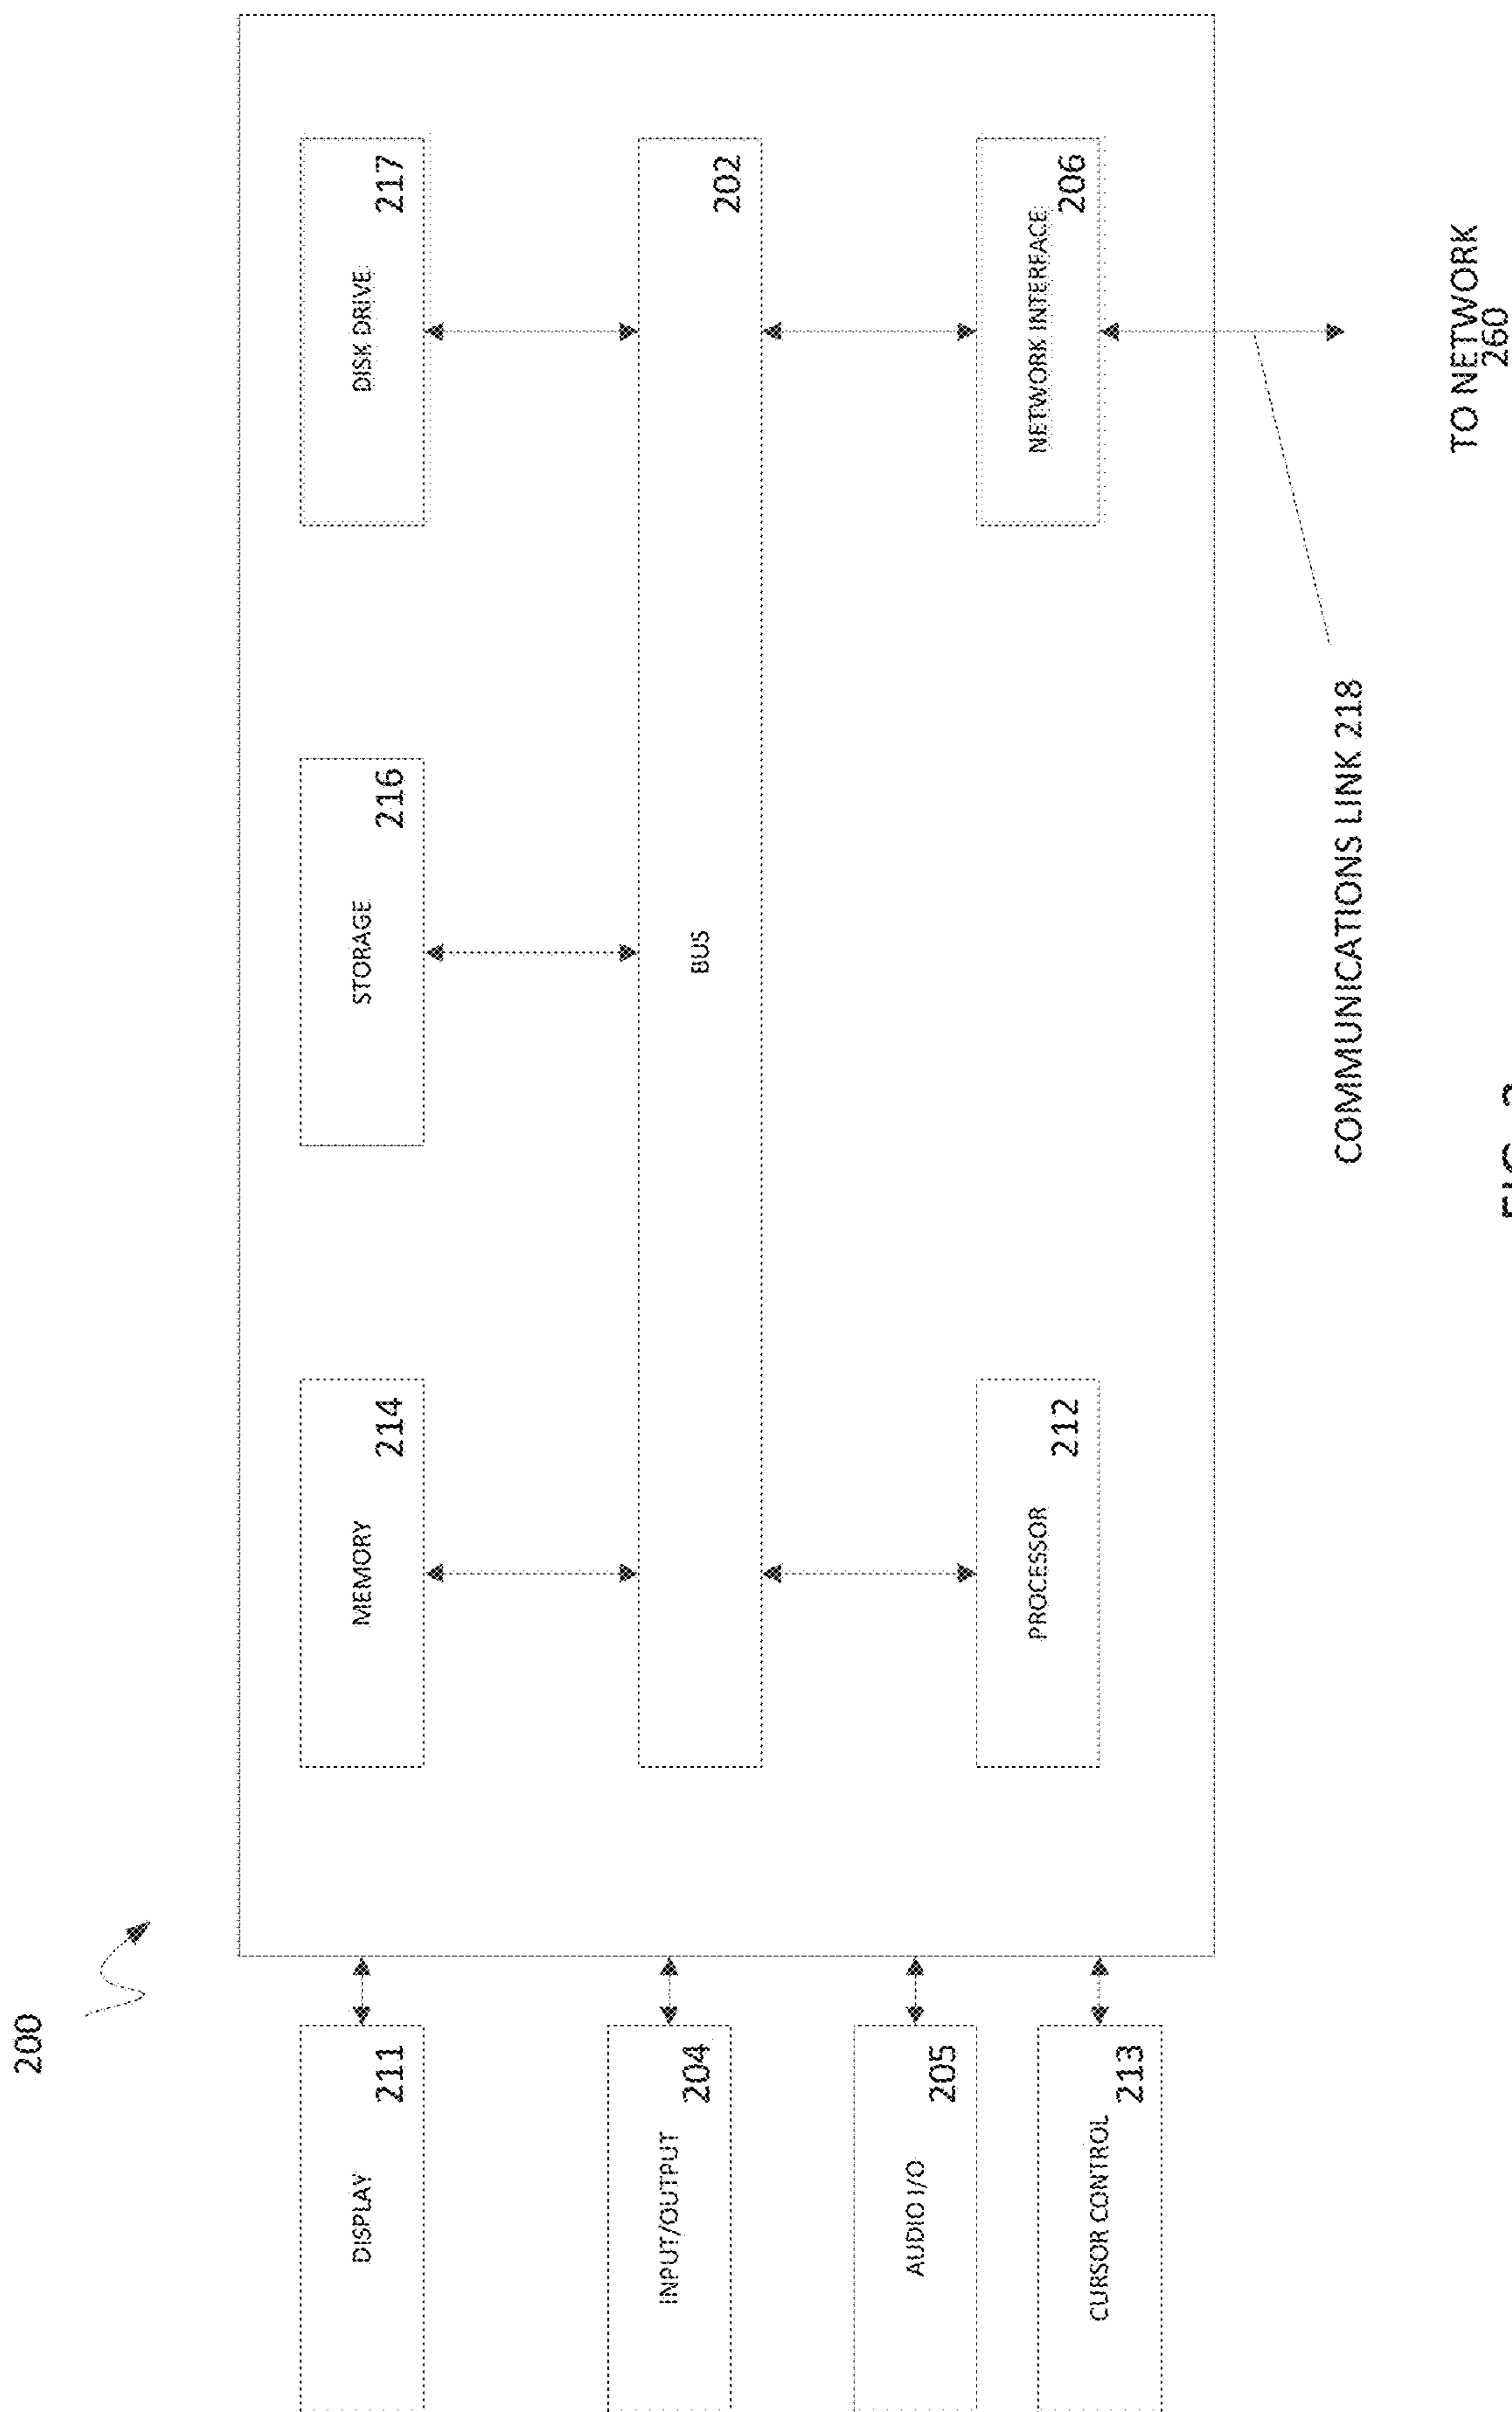 200
DISPLAY
211
MEMORY
214
STORAGE
216
DISK DRIVE
217
INPUT/OUTPUT
204
BUS
202
AUDIO I/O
205
CURSOR CONTROL
213
PROCESSOR
212
NETWORK INTERFACE
206
COMMUNICATIONS LINK 218
TO NETWORK
260